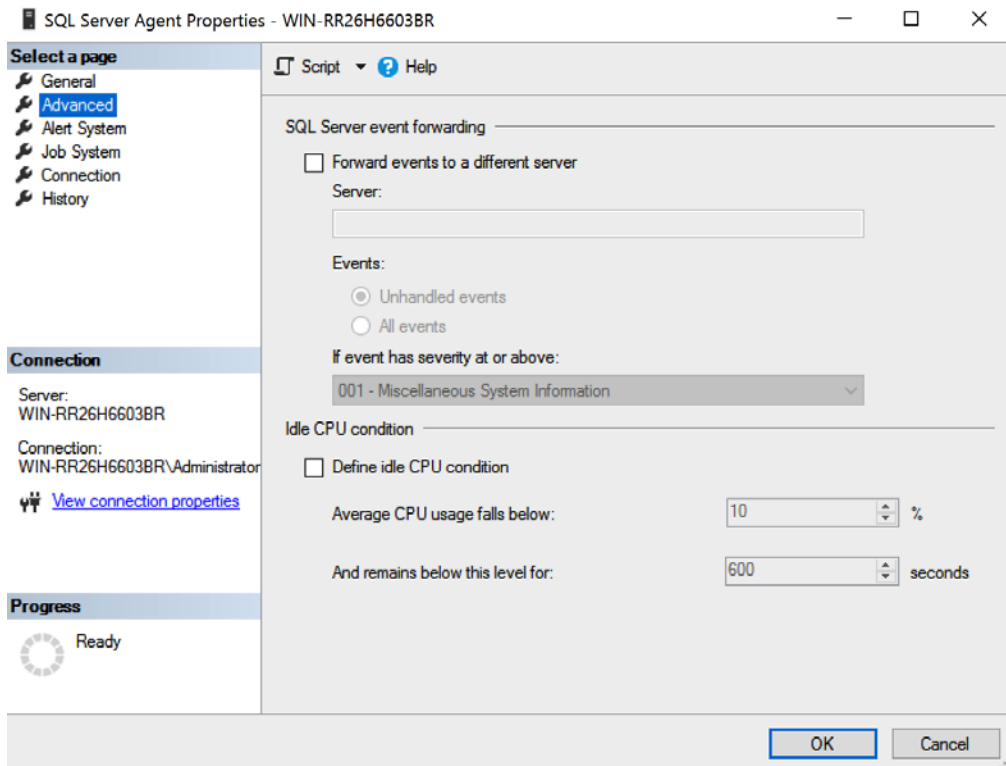 SQL Server Agent Properties - WIN-RR26H6603BR
Select a page
General
Advanced
Alert System
Job System
Connection
History
Connection
Server:
WIN-RR26H6603BR
Connection:
WIN-RR26H6603BR\Administrator
View connection properties
Progress
Ready
Script
Help
SQL Server event forwarding
Forward events to a different server
Server:
Events:
Unhandled events
All events
If event has severity at or above:
001 - Miscellaneous System Information
Idle CPU condition
Define idle CPU condition
Average CPU usage falls below: 10 %
And remains below this level for: 600 seconds
OK Cancel